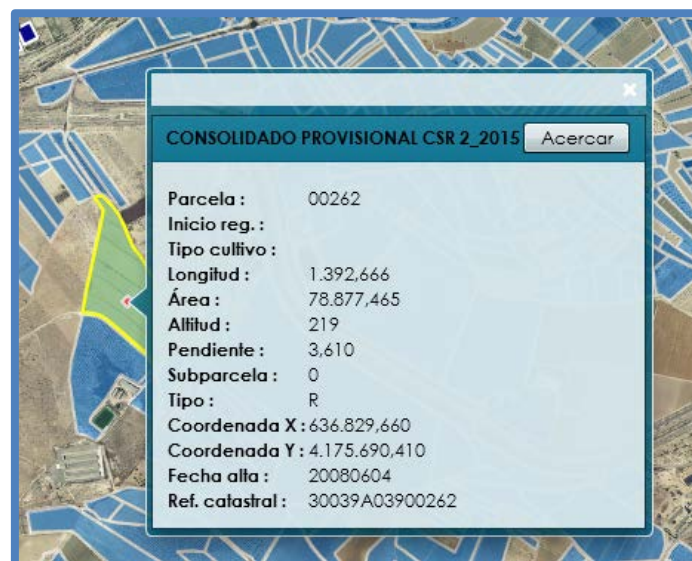 CONSOLIDADO PROVISIONAL CSR 2_2015 Acercar
Parcela : 00262
Inicio reg. :
Tipo cultivo :
Longitud : 1.392,666
Área : 78.877,465
Altitud : 219
Pendiente : 3,610
Subparcela : 0
Tipo : R
Coordenada X : 636.829,660
Coordenada Y : 4.175.690,410
Fecha alta : 20080604
Ref. catastral : 30039A03900262